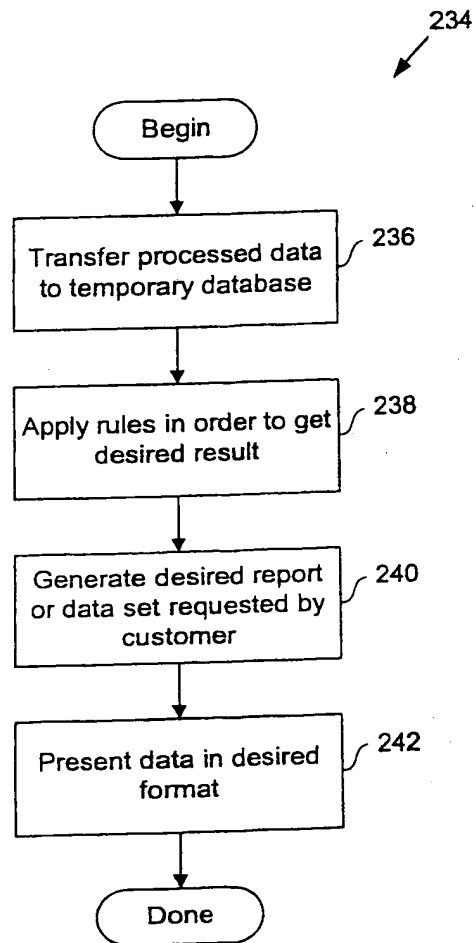 234
Begin
Transfer processed data
to temporary database
236
Apply rules in order to get
desired result
238
Generate desired report
or data set requested by
customer
240
Present data in desired
format
242
Done